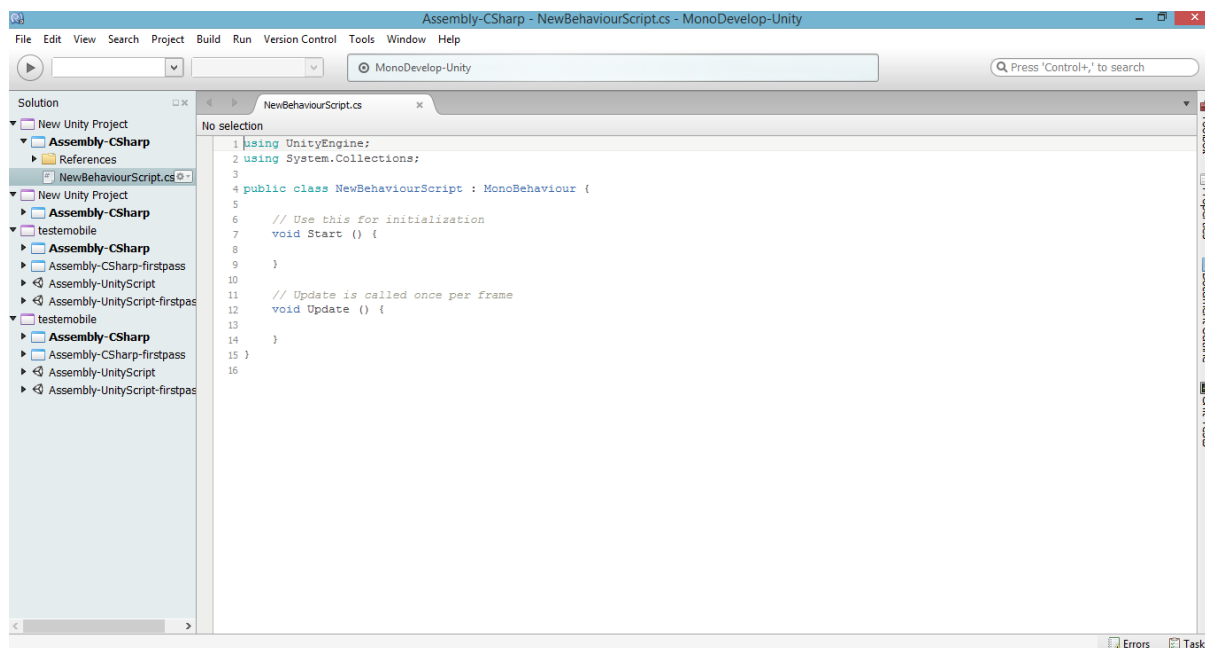 Assembly-CSharp - NewBehaviourScript.cs - MonoDevelop-Unity
File Edit View Search Project Build Run Version Control Tools Window Help
MonoDevelop-Unity
Press 'Control+,' to search
Solution
NewBehaviourScript.cs
New Unity Project
Assembly-CSharp
References
NewBehaviourScript.cs
New Unity Project
Assembly-CSharp
testemobile
Assembly-CSharp
Assembly-CSharp-firstpass
Assembly-UnityScript
Assembly-UnityScript-firstpas
testemobile
Assembly-CSharp
Assembly-CSharp-firstpass
Assembly-UnityScript
Assembly-UnityScript-firstpas
No selection
1 using UnityEngine;
2 using System.Collections;
3
4 public class NewBehaviourScript : MonoBehaviour {
5
6 // Use this for initialization
7 void Start () {
8
9 }
10
11 // Update is called once per frame
12 void Update () {
13
14 }
15 }
16
Errors Task